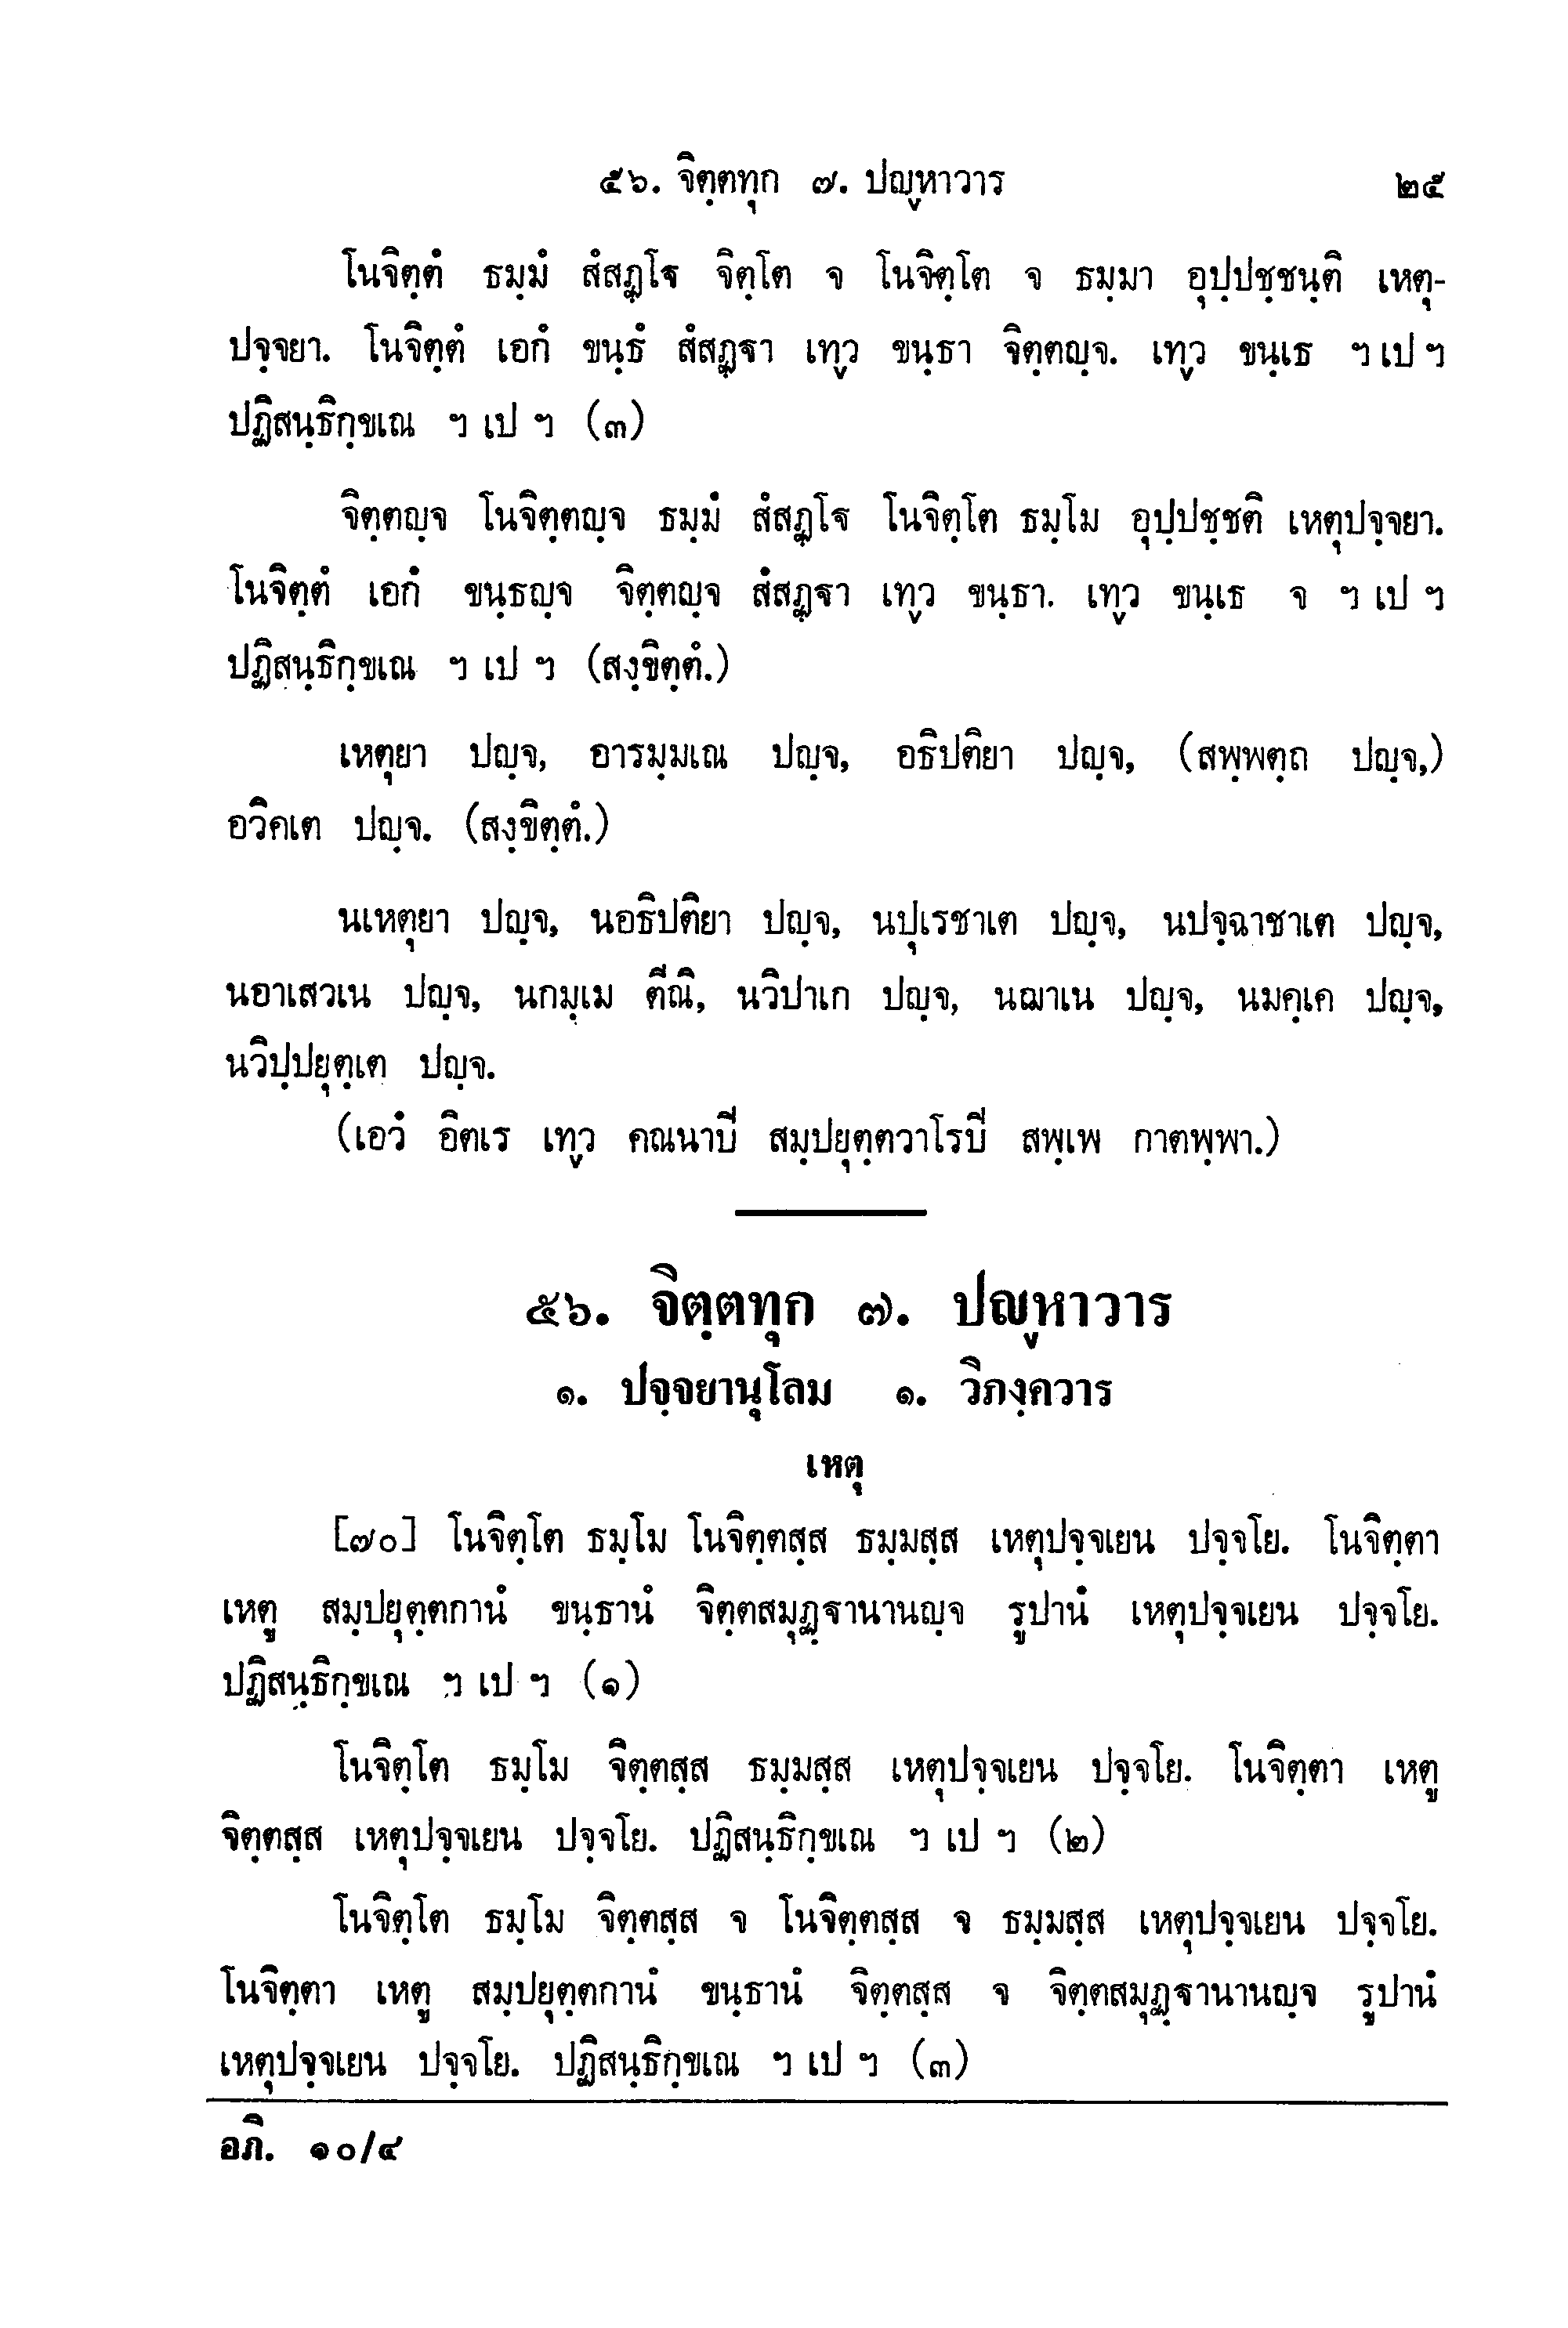 ๕๖. จิตฺตทุก ๗. ปญฺหาวาร ๒๕
โนจิตฺตํ ธมฺมํ สํสฏฺโฐ จิตฺโต จ โนจิตฺโต จ ธมฺมา อุปฺปชฺชนฺติ เหตุ-
ปจฺจยา. โนจิตฺตํ เอกํ ขนฺธํ สํสฏฺฐา เทฺว ขนฺธา จิตฺตญฺจ. เทฺว ขนฺเธ ฯ เป ฯ
ปฏิสนฺธิกฺขเณ ฯ เป ฯ (๓)
จิตฺตญฺจ โนจิตฺตญฺจ ธมฺมํ สํสฏฺโฐ โนจิตฺโต ธมฺโม อุปฺปชฺชติ เหตุปจฺจยา.
โนจิตฺตํ เอกํ ขนฺธญฺจ จิตฺตญฺจ สํสฏฺฐา เทฺว ขนฺธา. เทฺว ขนฺเธ จ ฯ เป ฯ
ปฏิสนฺธิกฺขเณ ฯ เป ฯ (สงฺขิตฺตํ.)
เหตุยา ปญฺจ, อารมฺมเณ ปญฺจ, อธิปติยา ปญฺจ, (สพฺพตฺถ ปญฺจ,)
อวิคเต ปญฺจ. (สงฺขิตฺตํ.)
นเหตุยา ปญฺจ, นอธิปติยา ปญฺจ, นปุเรชาเต ปญฺจ, นปจฺฉาชาเต ปญฺจ,
นอาเสวเน ปญฺจ, นกมฺเม ตีณิ, นวิปาเก ปญฺจ, นฌาเน ปญฺจ, นมคฺเค ปญฺจ,
นวิปฺปยุตฺเต ปญฺจ.
(เอวํ อิตเร เทฺว คณนาปิ สมฺปยุตฺตวาโรปิ สพฺเพ กาตพฺพา.)
๕๖. จิตฺตทุก ๗. ปญฺหาวาร
๑. ปจฺจยานุโลม ๑. วิภงฺควาร
เหตุ
[๗๐] โนจิตฺโต ธมฺโม โนจิตฺตสฺส ธมฺมสฺส เหตุปจฺจเยน ปจฺจโย. โนจิตฺตา
เหตู สมฺปยุตฺตกานํ ขนฺธานํ จิตฺตสมุฏฺฐานานญฺจ รูปานํ เหตุปจฺจเยน ปจฺจโย.
ปฏิสนฺธิกฺขเณ ฯ เป ฯ (๑)
โนจิตฺโต ธมฺโม จิตฺตสฺส ธมฺมสฺส เหตุปจฺจเยน ปจฺจโย. โนจิตฺตา เหตู
จิตฺตสฺส เหตุปจฺจเยน ปจฺจโย. ปฏิสนฺธิกฺขเณ ฯ เป ฯ (๒)
โนจิตฺโต ธมฺโม จิตฺตสฺส จ โนจิตฺตสฺส จ ธมฺมสฺส เหตุปจฺจเยน ปจฺจโย.
โนจิตฺตา เหตู สมฺปยุตฺตกานํ ขนฺธานํ จิตฺตสฺส จ จิตฺตสมุฏฺฐานานญฺจ รูปานํ
เหตุปจฺจเยน ปจฺจโย. ปฏิสนฺธิกฺขเณ ฯ เป ฯ (๓)
อภิ. ๑๐/๔